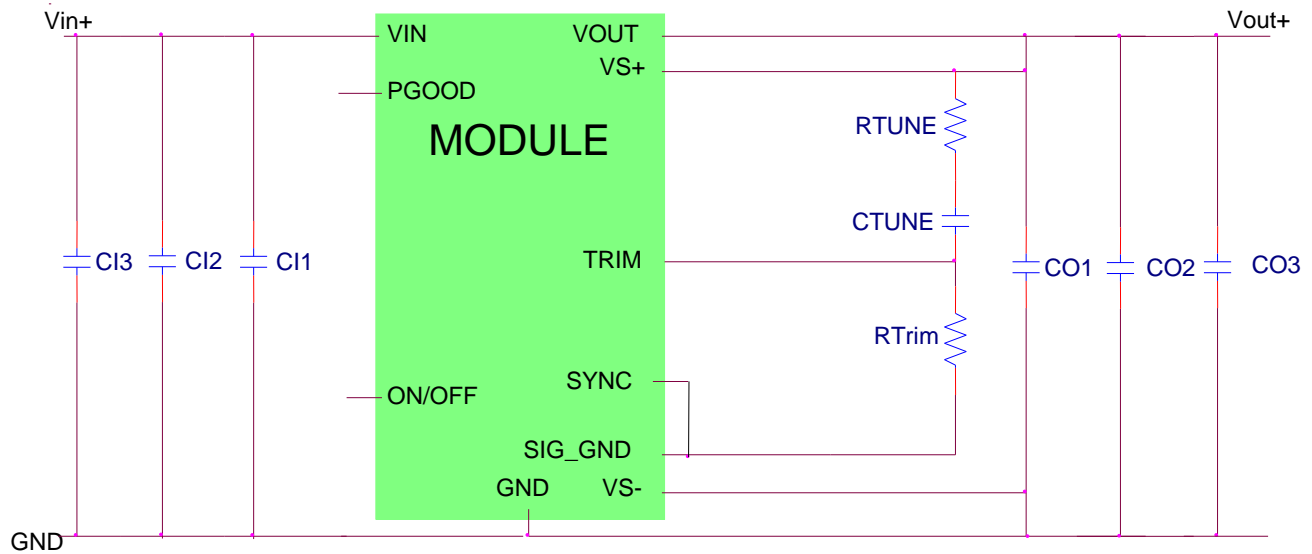 Vin+
Vout+
VIN
VOUT
VS+
PGOOD
MODULE
RTUNE
CTUNE
CI3
CI2
CI1
TRIM
CO1
CO2
CO3
RTrim
SYNC
ON/OFF
SIG_GND
GND
VS-
GND